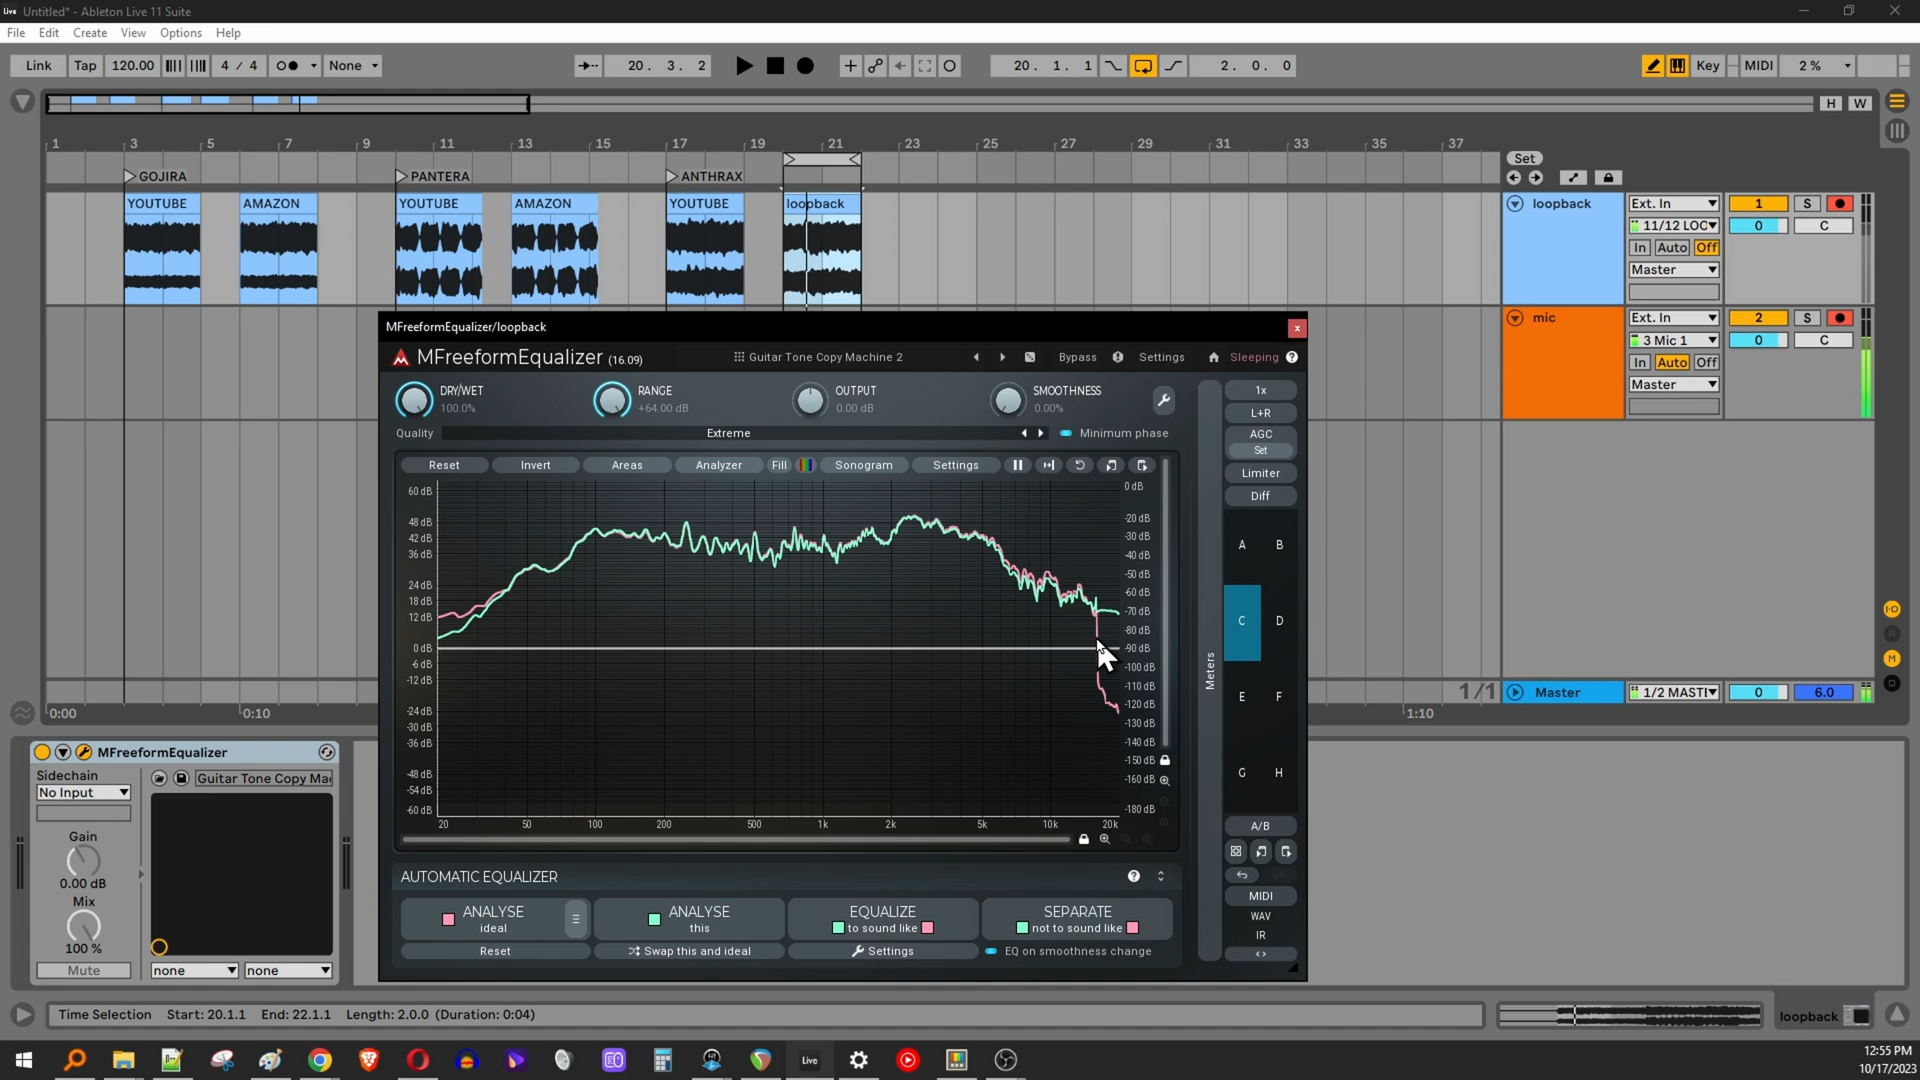 Live Untitled* - Ableton Live 11 Suite
File Edit Create View Options Help
Link Tap 120.00 4 / 4 None 20. 3. 2 20. 1. 1 2. 0. 0 Key MIDI 2 %
H W
1 3 5 7 9 11 13 15 17 19 21 23 25 27 29 31 33 35 37
Set
GOJIRA PANTERA ANTHRAX
YOUTUBE AMAZON YOUTUBE AMAZON YOUTUBE loopback
loopback Ext. In 1 S
11/12 LOC 0 C
In Auto Off
Master
mic Ext. In 2 S
3 Mic 1 0 C
In Auto Off
Master
MFreeformEqualizer/loopback x
MFreeformEqualizer (16.09) Guitar Tone Copy Machine 2 Bypass Settings Sleeping ?
DRY/WET RANGE OUTPUT SMOOTHNESS
100.0% +64.00 dB 0.00 dB 0.00%
Quality Extreme Minimum phase
Reset Invert Areas Analyzer Fill Sonogram Settings
1x
L+R
AGC
Set
Limiter
Diff
A B
C D
E F
G H
60 dB
48 dB
42 dB
36 dB
24 dB
18 dB
12 dB
0 dB
-6 dB
-12 dB
-24 dB
-30 dB
-36 dB
-48 dB
-54 dB
-60 dB
0 dB
-20 dB
-30 dB
-40 dB
-50 dB
-60 dB
-70 dB
-80 dB
-90 dB
-100 dB
-110 dB
-120 dB
-130 dB
-140 dB
-150 dB
-160 dB
-180 dB
20 50 100 200 500 1k 2k 5k 10k 20k
Meters
A/B
MIDI
WAV
IR
AUTOMATIC EQUALIZER ?
ANALYSE ANALYSE EQUALIZE SEPARATE
ideal this to sound like not to sound like
Reset Swap this and ideal Settings EQ on smoothness change
1/1 Master 1/2 MASTE 0 6.0
0:00 0:10 1:10
MFreeformEqualizer
Sidechain
No Input
Guitar Tone Copy Ma
Gain
0.00 dB
Mix
100 %
Mute none none
Time Selection Start: 20.1.1 End: 22.1.1 Length: 2.0.0 (Duration: 0:04)
loopback
Live
12:55 PM
10/17/2023